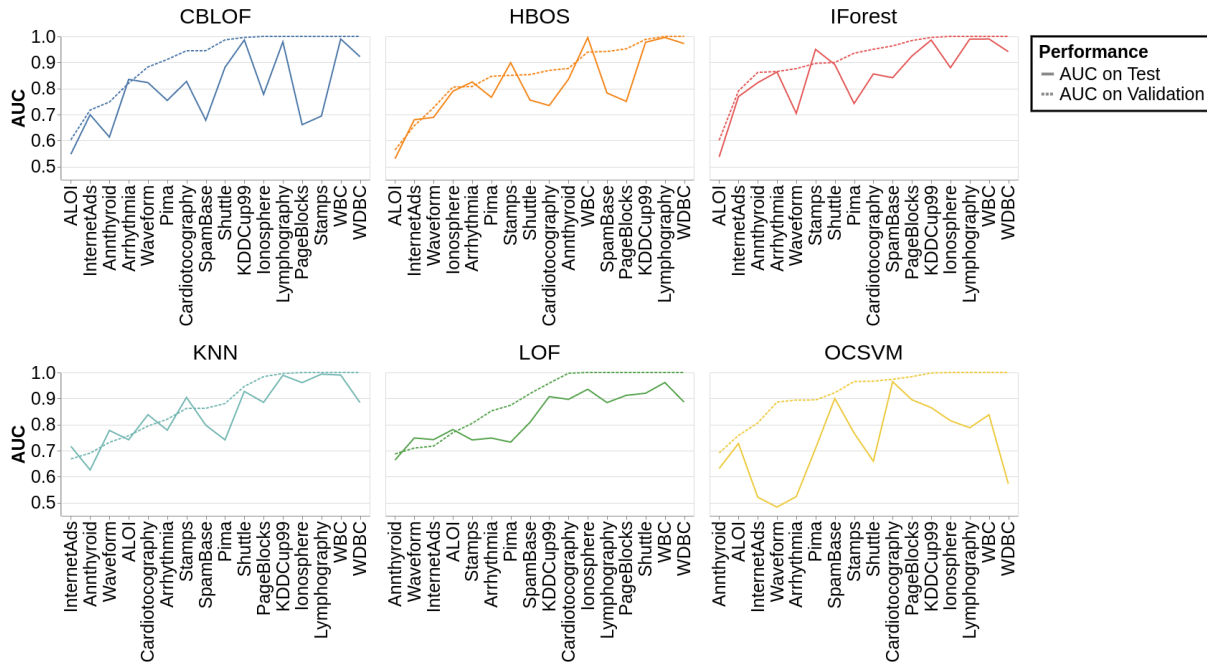 CBLOF
HBOS
IForest
Performance
AUC on Test
AUC on Validation
AUC
1.0
0.9
0.8
0.7
0.6
0.5
ALOI
InternetAds
Annthyroid
Arrhythmia
Waveform
Pima
Cardiotocography
SpamBase
Shuttle
KDDCup99
Ionosphere
Lymphography
PageBlocks
Stamps
WBC
WDBC
ALOI
InternetAds
Waveform
Ionosphere
Arrhythmia
Pima
Stamps
Shuttle
Cardiotocography
Annthyroid
WBC
SpamBase
PageBlocks
KDDCup99
Lymphography
WDBC
ALOI
InternetAds
Annthyroid
Arrhythmia
Waveform
Stamps
Shuttle
Pima
Cardiotocography
SpamBase
PageBlocks
KDDCup99
Ionosphere
Lymphography
WBC
WDBC
KNN
LOF
OCSVM
AUC
1.0
0.9
0.8
0.7
0.6
0.5
InternetAds
Annthyroid
Waveform
ALOI
Cardiotocography
Arrhythmia
Stamps
SpamBase
Pima
Shuttle
PageBlocks
KDDCup99
Ionosphere
Lymphography
WBC
WDBC
Annthyroid
Waveform
InternetAds
ALOI
Stamps
Arrhythmia
Pima
SpamBase
KDDCup99
Cardiotocography
Ionosphere
Lymphography
PageBlocks
Shuttle
WBC
WDBC
Annthyroid
ALOI
InternetAds
Waveform
Arrhythmia
Pima
SpamBase
Stamps
Shuttle
Cardiotocography
PageBlocks
KDDCup99
Ionosphere
Lymphography
WBC
WDBC